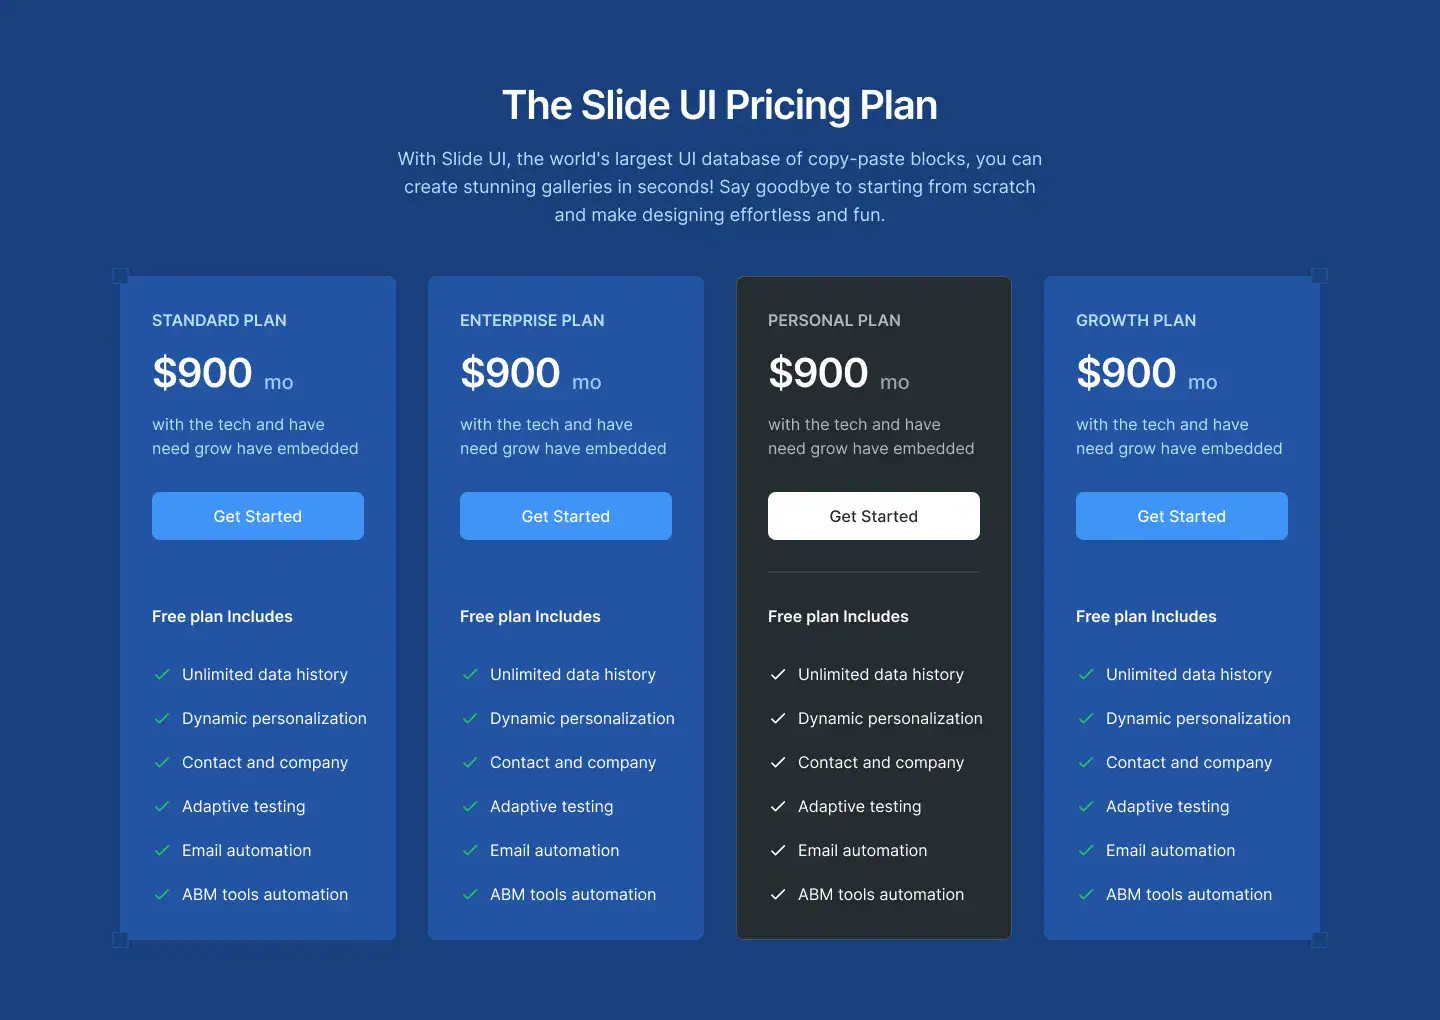 The Slide UI Pricing Plan
With Slide UI, the world's largest UI database of copy-paste blocks, you can
create stunning galleries in seconds! Say goodbye to starting from scratch
and make designing effortless and fun.
STANDARD PLAN
$900 mo
with the tech and have
need grow have embedded
Get Started
Free plan Includes
Unlimited data history
Dynamic personalization
Contact and company
Adaptive testing
Email automation
ABM tools automation
ENTERPRISE PLAN
$900 mo
with the tech and have
need grow have embedded
Get Started
Free plan Includes
Unlimited data history
Dynamic personalization
Contact and company
Adaptive testing
Email automation
ABM tools automation
PERSONAL PLAN
$900 mo
with the tech and have
need grow have embedded
Get Started
Free plan Includes
Unlimited data history
Dynamic personalization
Contact and company
Adaptive testing
Email automation
ABM tools automation
GROWTH PLAN
$900 mo
with the tech and have
need grow have embedded
Get Started
Free plan Includes
Unlimited data history
Dynamic personalization
Contact and company
Adaptive testing
Email automation
ABM tools automation